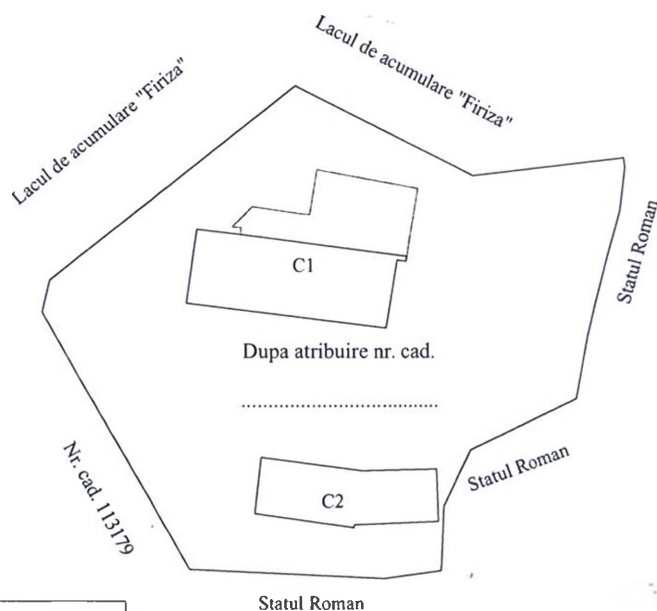 Lacul de acumulare "Firiza"
Lacul de acumulare "Firiza"
Statul Roman
C1
Dupa atribuire nr. cad.
........................................
Nr. cad. 113179
C2
Statul Roman
Statul Roman